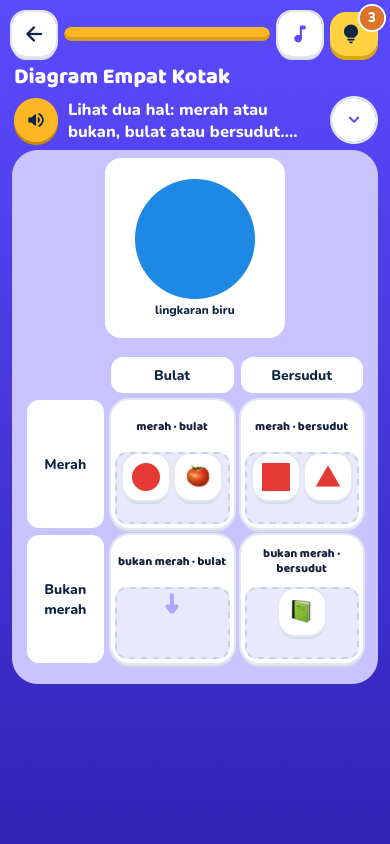 3
Diagram Empat Kotak
Lihat dua hal: merah atau
bukan, bulat atau bersudut....
lingkaran biru
Bulat
Bersudut
Merah
merah · bulat
merah · bersudut
Bukan
merah
bukan merah · bulat
bukan merah ·
bersudut